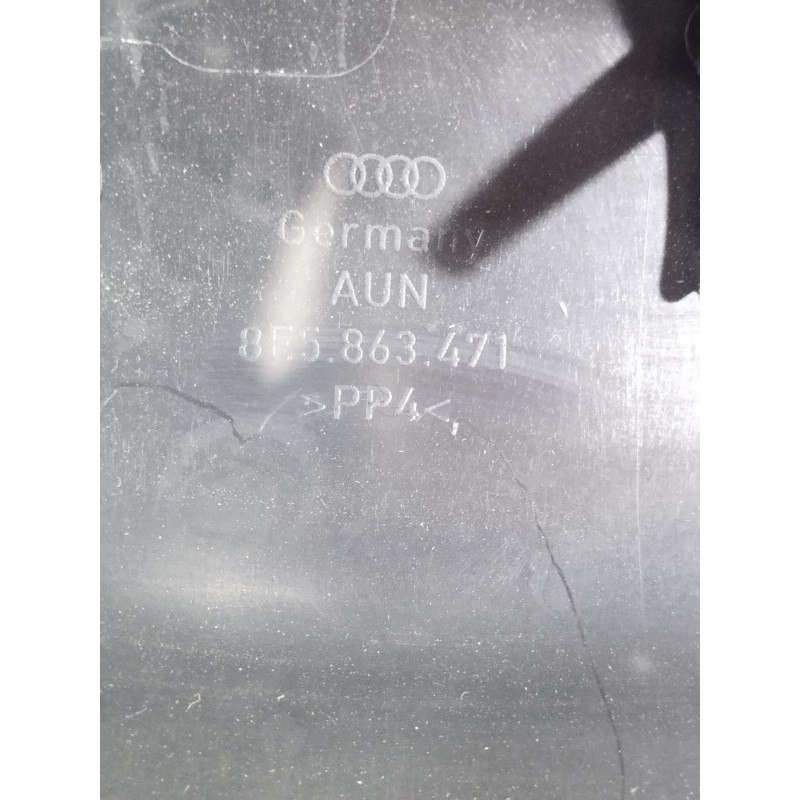 Germany
AUN
8E5.863.471
>PP4<